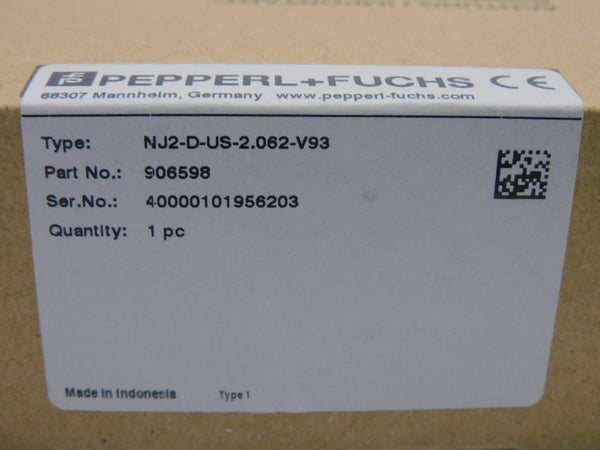 PEPPERL+FUCHS CE
68307 Mannheim, Germany www.pepperl-fuchs.com
Type: NJ2-D-US-2.062-V93
Part No.: 906598
Ser.No.: 40000101956203
Quantity: 1 pc
Made in Indonesia Type 1